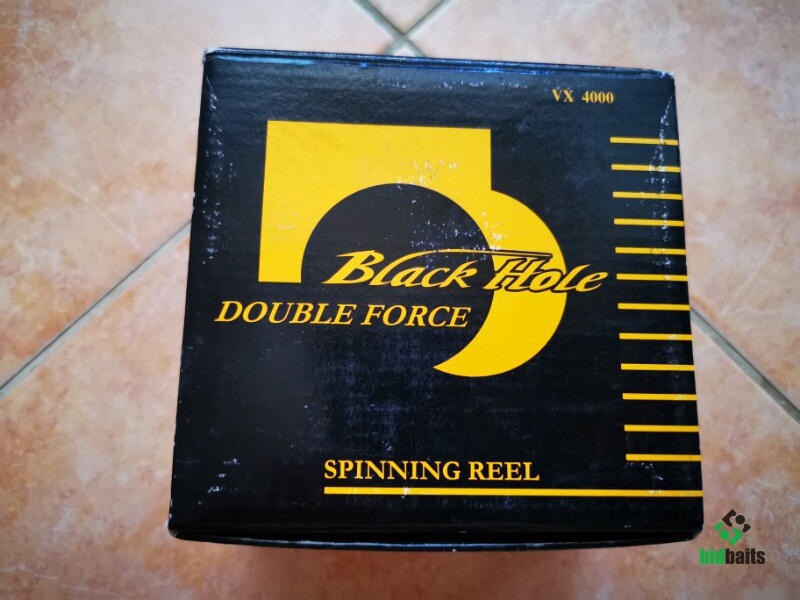 VX 4000
Black Hole
DOUBLE FORCE
SPINNING REEL
bidbaits